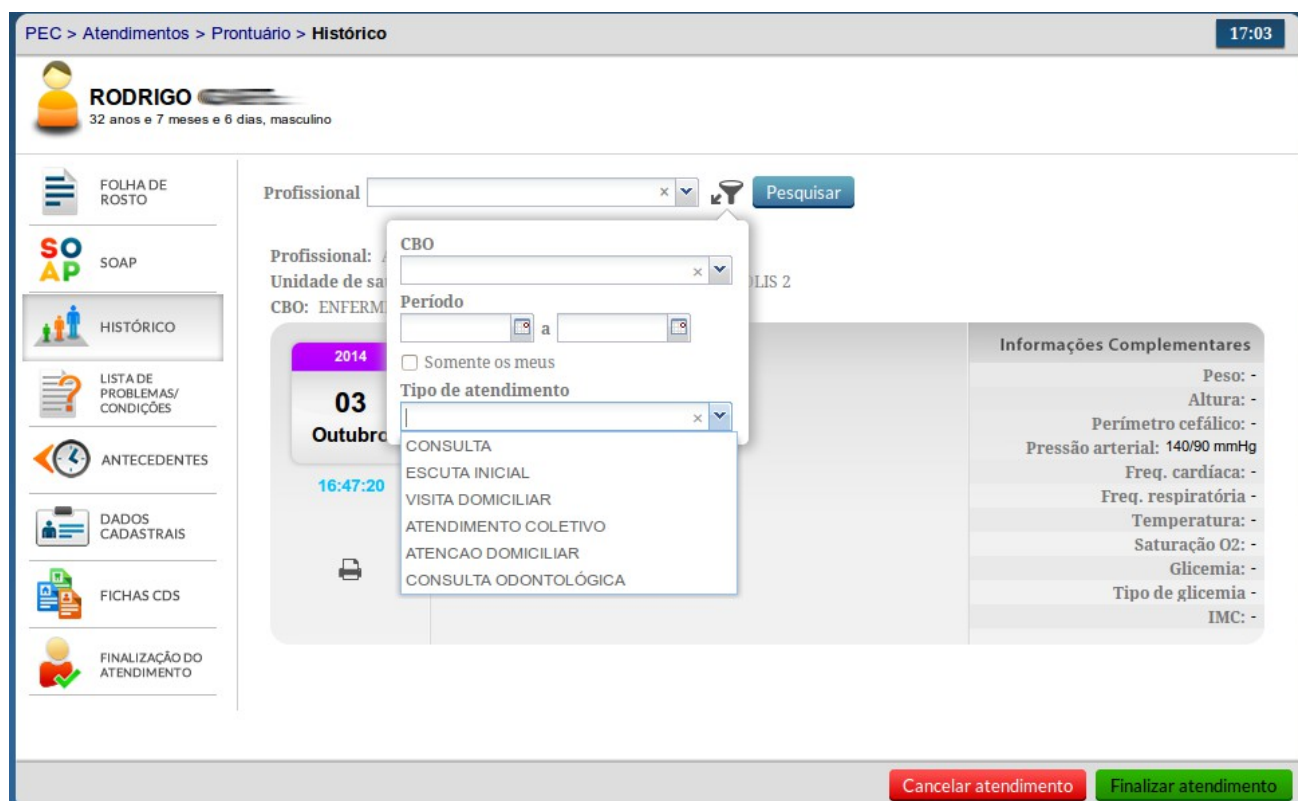 PEC > Atendimentos > Prontuário > Histórico
17:03
RODRIGO
32 anos e 7 meses e 6 dias, masculino
FOLHA DE
ROSTO
SOAP
SOAP
HISTÓRICO
LISTA DE
PROBLEMAS/
CONDIÇÕES
ANTECEDENTES
DADOS
CADASTRAIS
FICHAS CDS
FINALIZAÇÃO DO
ATENDIMENTO
Profissional
Pesquisar
Profissional:
Unidade de sa
LIS 2
CBO: ENFERM
CBO
Período
a
Somente os meus
Tipo de atendimento
CONSULTA
ESCUTA INICIAL
VISITA DOMICILIAR
ATENDIMENTO COLETIVO
ATENCAO DOMICILIAR
CONSULTA ODONTOLÓGICA
2014
03
Outubro
16:47:20
Informações Complementares
Peso: -
Altura: -
Perímetro cefálico: -
Pressão arterial: 140/90 mmHg
Freq. cardíaca: -
Freq. respiratória -
Temperatura: -
Saturação O2: -
Glicemia: -
Tipo de glicemia -
IMC: -
Cancelar atendimento
Finalizar atendimento